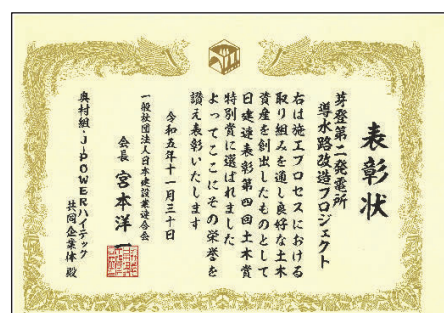 表彰状
芽登第二発電所
導水路改造プロジェクト
右は施工プロセスにおける
取り組みを通し良好な土木
資産を創出したものとして
日建連表彰第四回土木賞
特別賞に選ばれました
よってここにその栄誉を
讃え表彰いたします
令和五年十一月三十日
一般社団法人日本建設業連合会
会長 宮本洋一
奥村組・J-POWERハイテック
共同企業体殿